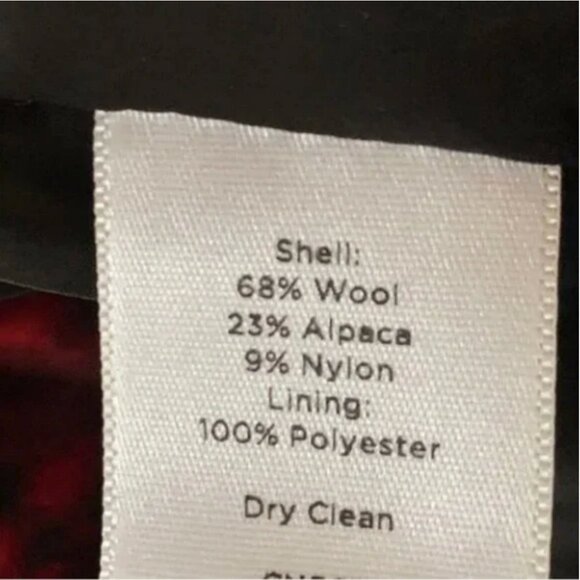 Shell:
68% Wool
23% Alpaca
9% Nylon
Lining:
100% Polyester
Dry Clean